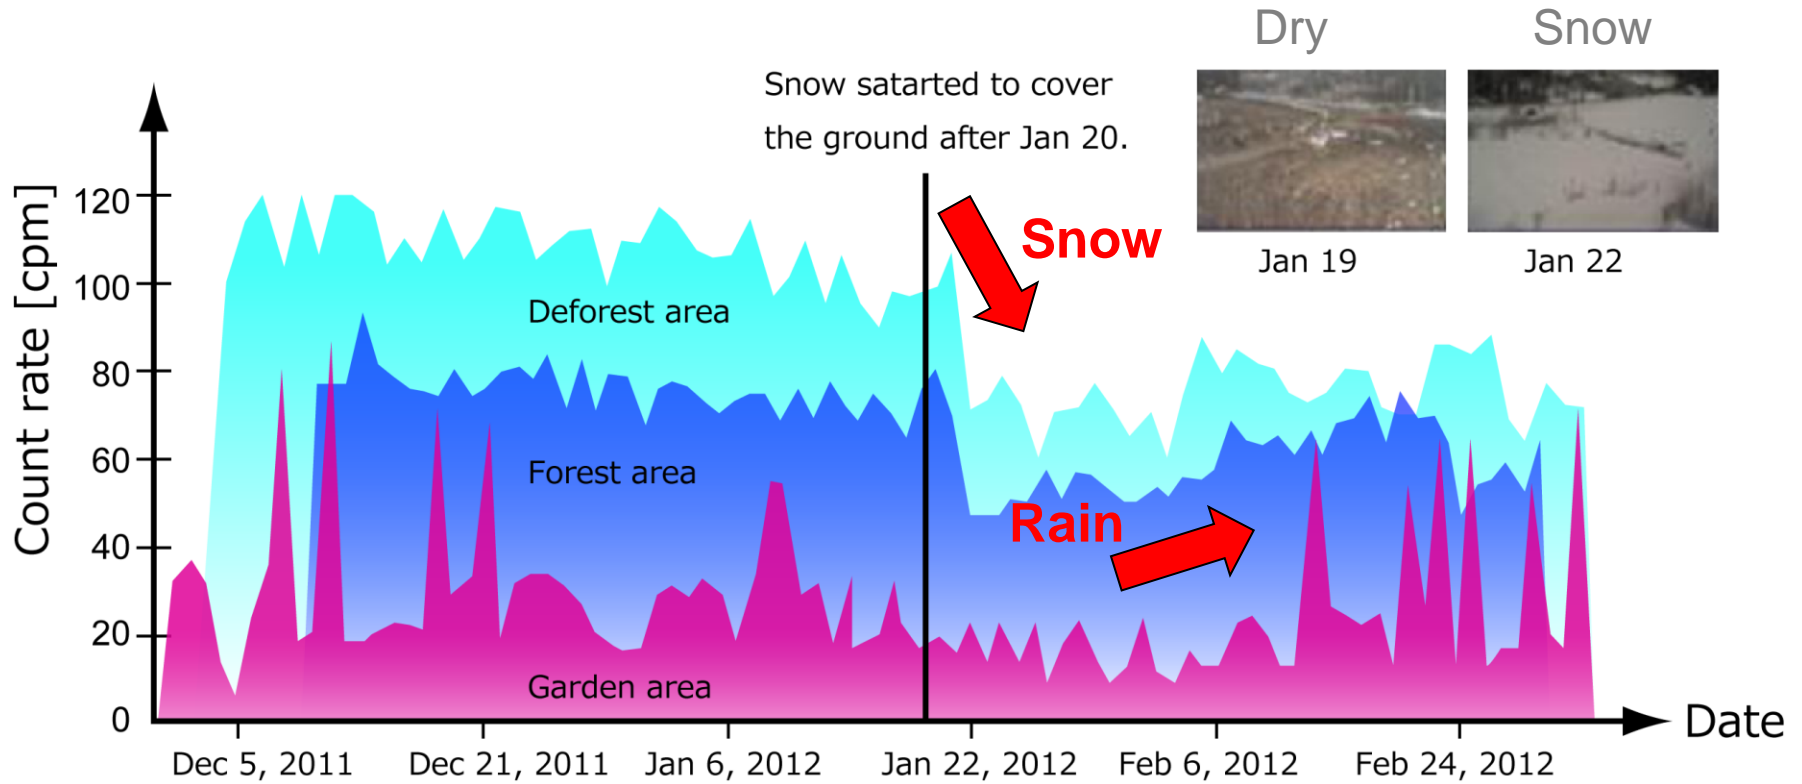 Dry
Snow
Snow satarted to cover
the ground after Jan 20.
Jan 19
Jan 22
Snow
Rain
Count rate [cpm]
120
100
80
60
40
20
0
Deforest area
Forest area
Garden area
Dec 5, 2011
Dec 21, 2011
Jan 6, 2012
Jan 22, 2012
Feb 6, 2012
Feb 24, 2012
Date